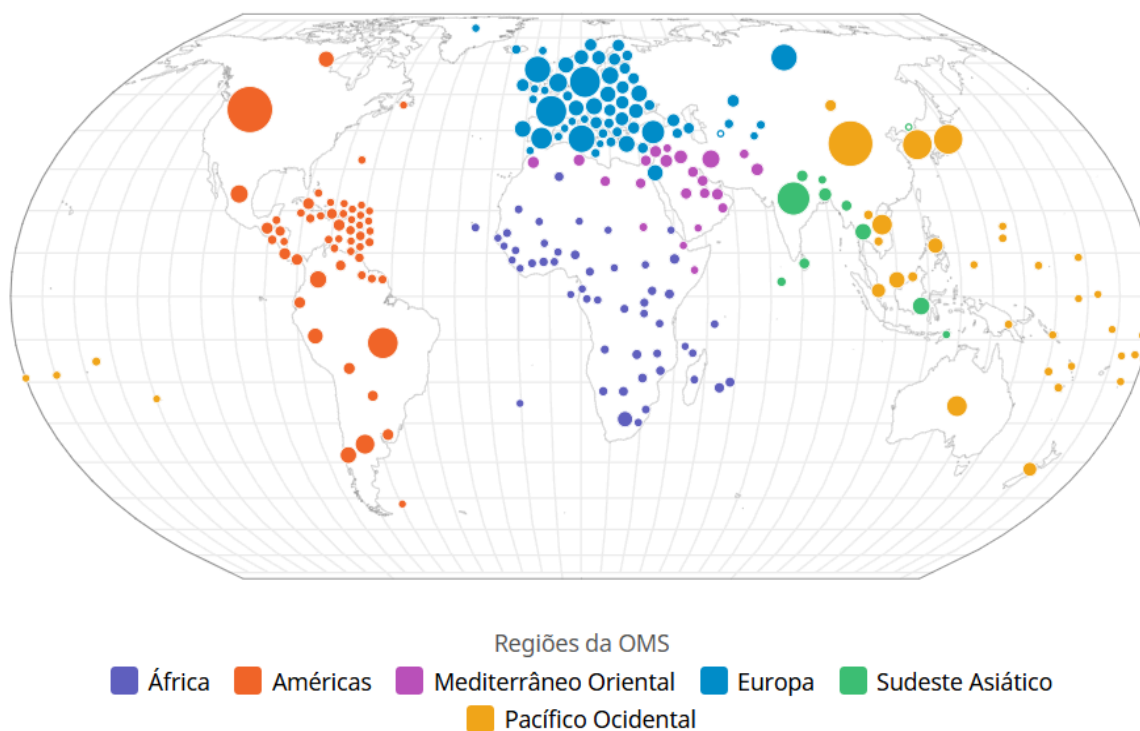 Regiões da OMS
África Américas Mediterrâneo Oriental Europa Sudeste Asiático
Pacífico Ocidental